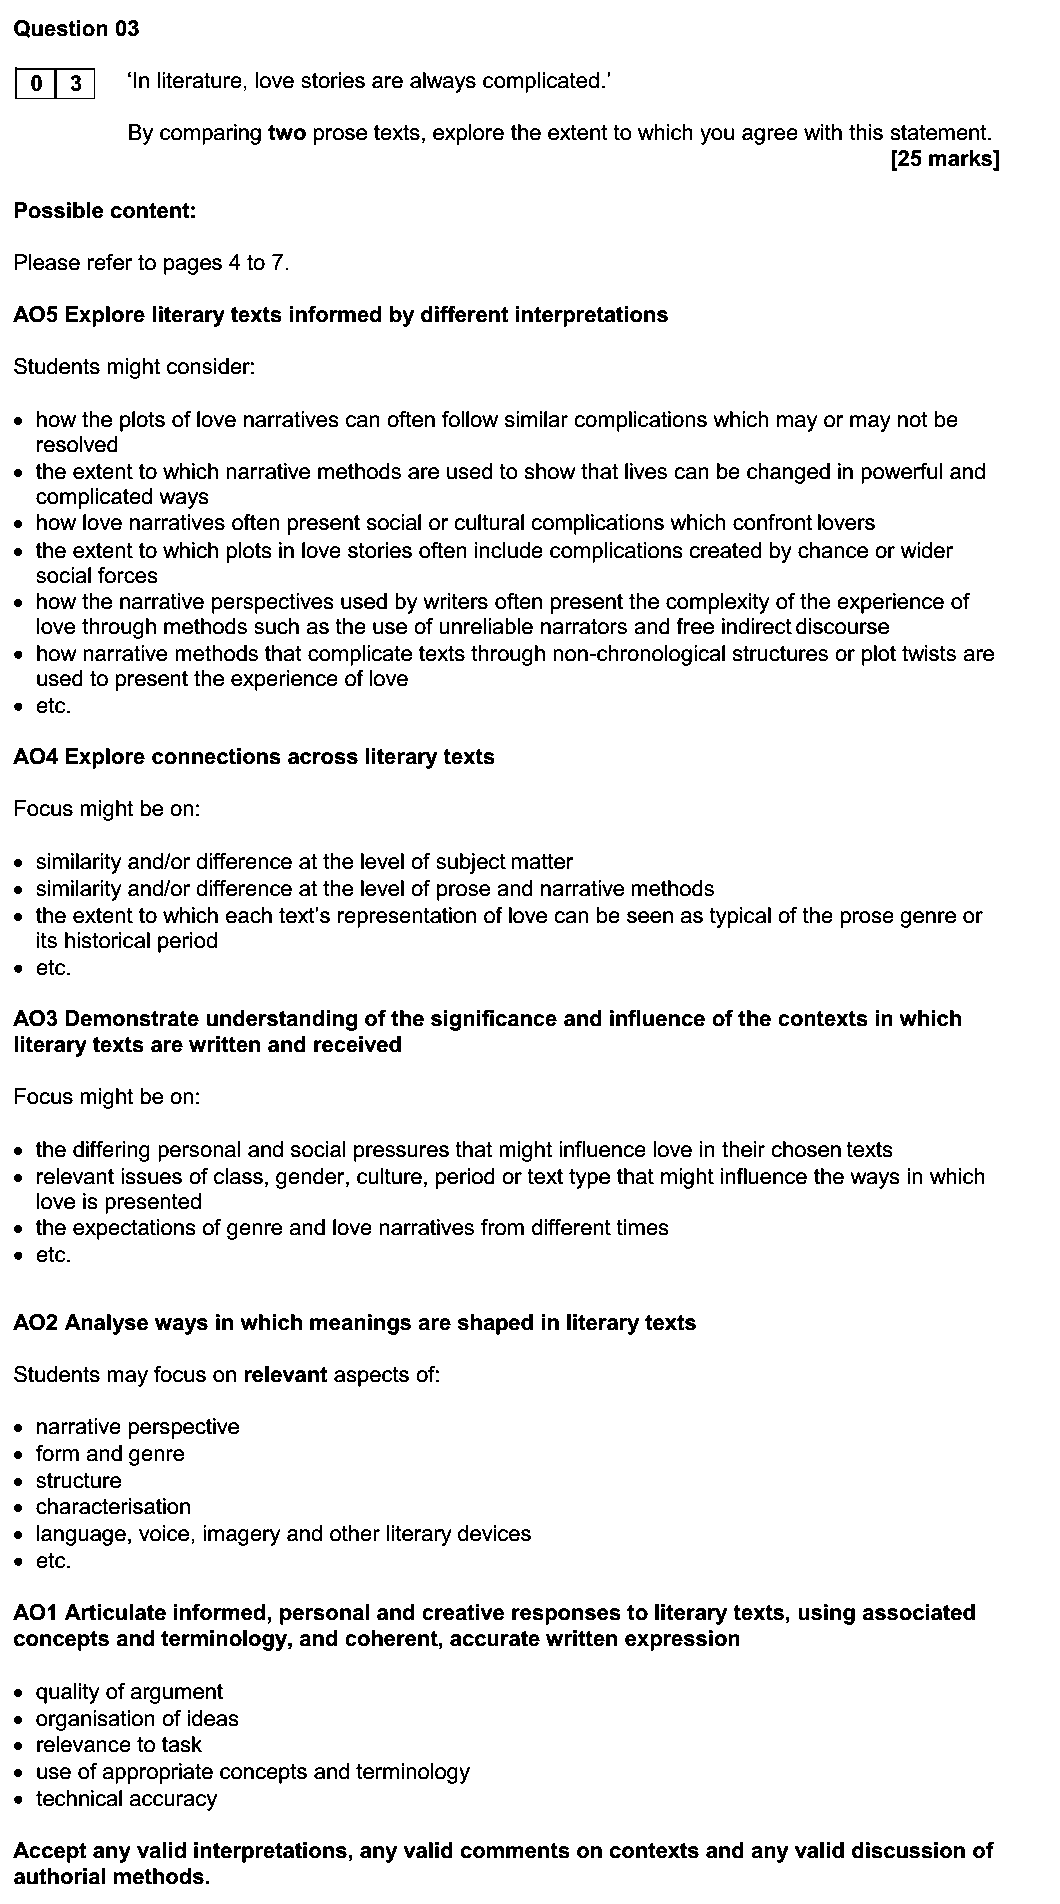 Question 03
0 3 ‘In literature, love stories are always complicated.'
By comparing two prose texts, explore the extent to which you agree with this statement.
[25 marks]
Possible content:
Please refer to pages 4 to 7.
AO5 Explore literary texts informed by different interpretations
Students might consider:
• how the plots of love narratives can often follow similar complications which may or may not be
resolved
• the extent to which narrative methods are used to show that lives can be changed in powerful and
complicated ways
• how love narratives often present social or cultural complications which confront lovers
• the extent to which plots in love stories often include complications created by chance or wider
social forces
• how the narrative perspectives used by writers often present the complexity of the experience of
love through methods such as the use of unreliable narrators and free indirect discourse
• how narrative methods that complicate texts through non-chronological structures or plot twists are
used to present the experience of love
• etc.
AO4 Explore connections across literary texts
Focus might be on:
• similarity and/or difference at the level of subject matter
• similarity and/or difference at the level of prose and narrative methods
• the extent to which each text's representation of love can be seen as typical of the prose genre or
its historical period
• etc.
AO3 Demonstrate understanding of the significance and influence of the contexts in which
literary texts are written and received
Focus might be on:
• the differing personal and social pressures that might influence love in their chosen texts
• relevant issues of class, gender, culture, period or text type that might influence the ways in which
love is presented
• the expectations of genre and love narratives from different times
• etc.
AO2 Analyse ways in which meanings are shaped in literary texts
Students may focus on relevant aspects of:
• narrative perspective
• form and genre
• structure
• characterisation
• language, voice, imagery and other literary devices
• etc.
AO1 Articulate informed, personal and creative responses to literary texts, using associated
concepts and terminology, and coherent, accurate written expression
• quality of argument
• organisation of ideas
• relevance to task
• use of appropriate concepts and terminology
• technical accuracy
Accept any valid interpretations, any valid comments on contexts and any valid discussion of
authorial methods.